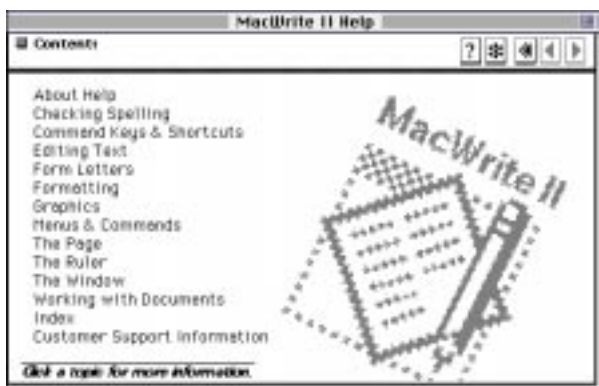 MacWrite II Help
Contents
?
About Help
Checking Spelling
Command Keys & Shortcuts
Editing Text
Form Letters
Formatting
Graphics
Menus & Commands
The Page
The Ruler
The Window
Working with Documents
Index
Customer Support Information
MacWrite II
Click a topic for more information.